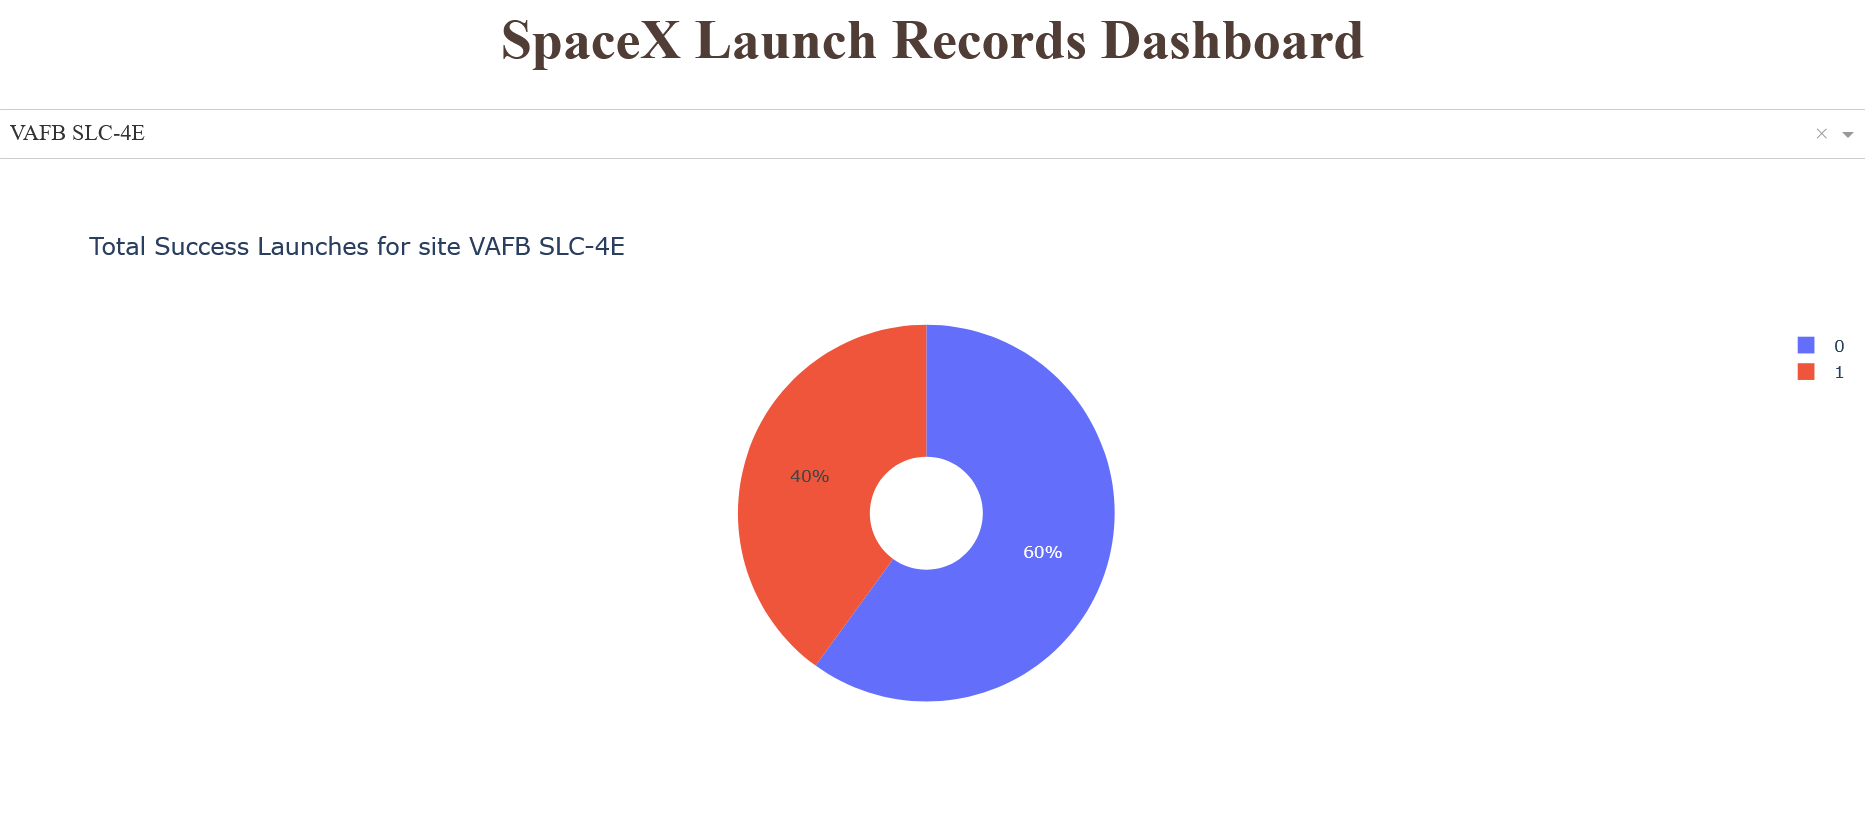 SpaceX Launch Records Dashboard
VAFB SLC-4E
Total Success Launches for site VAFB SLC-4E
0
1
40%
60%